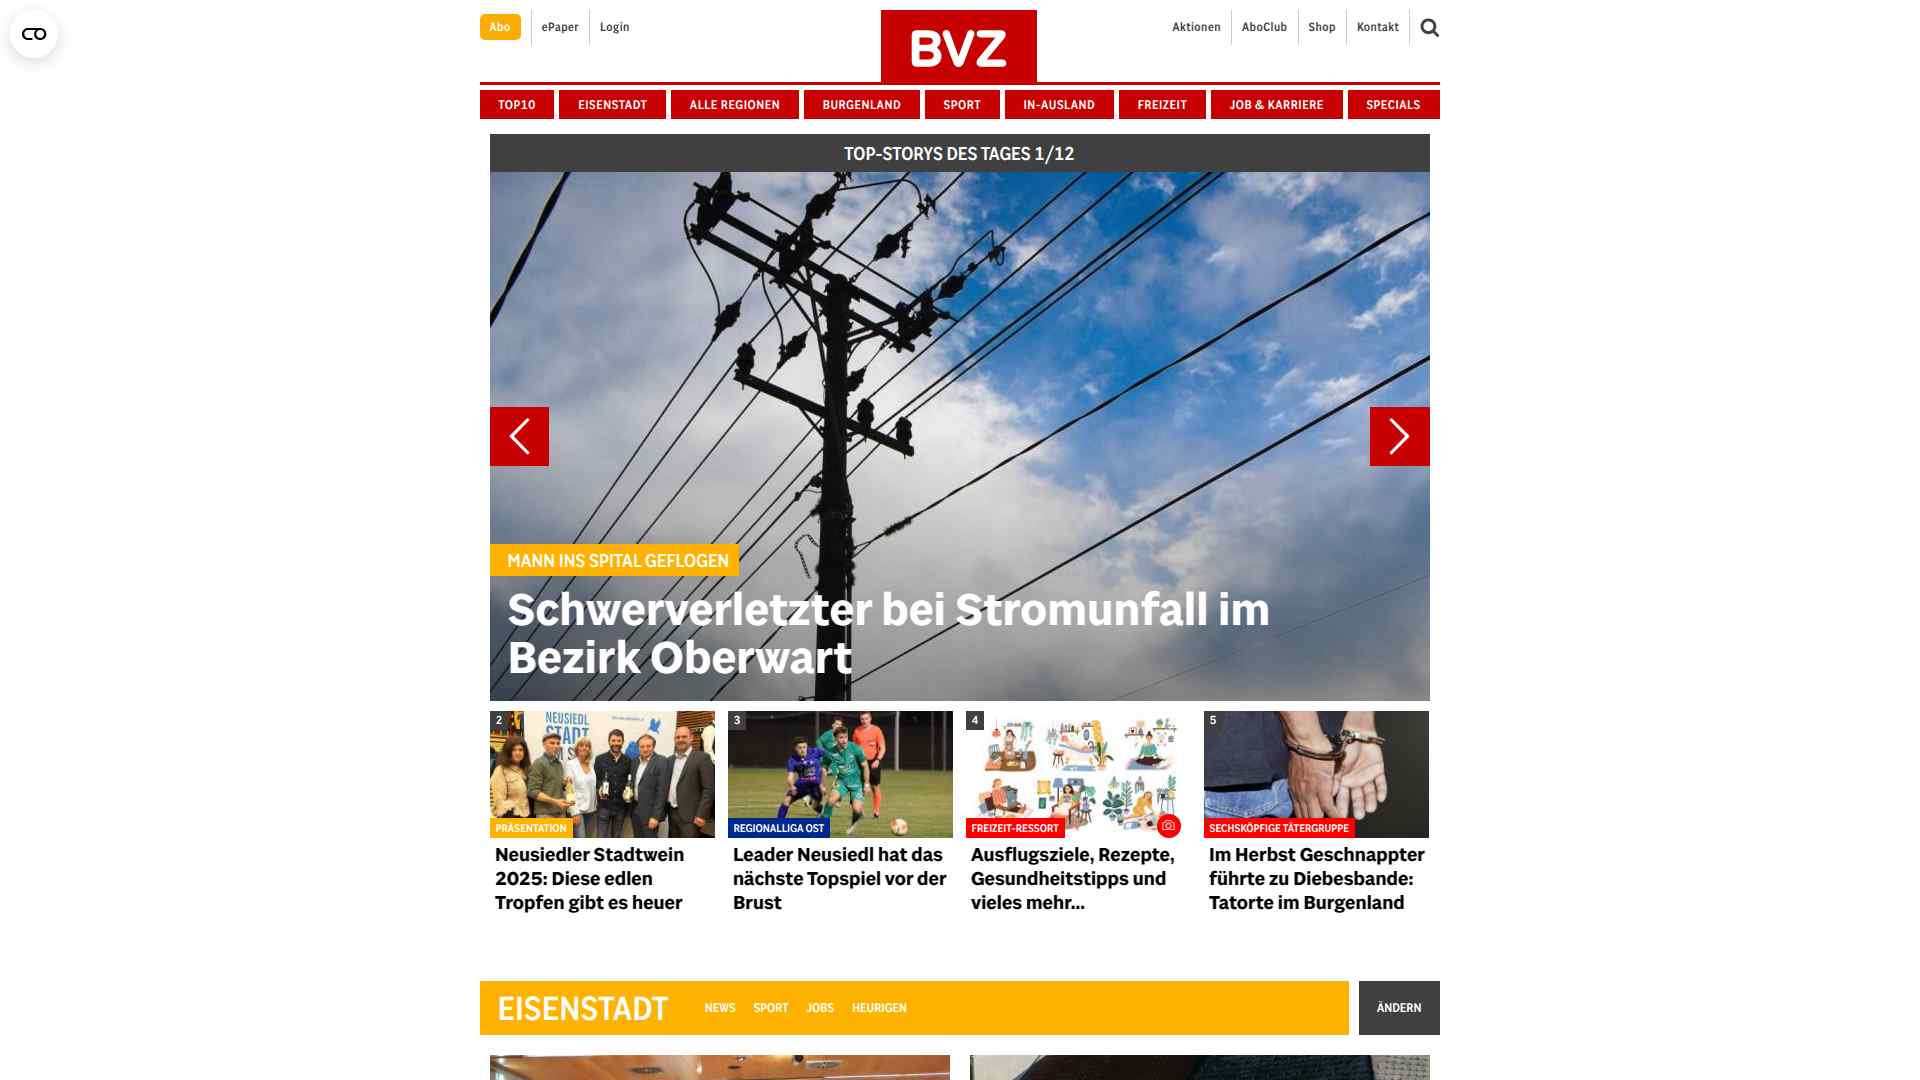 Abo
ePaper
Login
BVZ
Aktionen
AboClub
Shop
Kontakt
TOP10
EISENSTADT
ALLE REGIONEN
BURGENLAND
SPORT
IN-AUSLAND
FREIZEIT
JOB & KARRIERE
SPECIALS
TOP-STORYS DES TAGES 1/12
MANN INS SPITAL GEFLOGEN
Schwerverletzter bei Stromunfall im
Bezirk Oberwart
2
NEUSIEDL
STADT
PRÄSENTATION
Neusiedler Stadtwein
2025: Diese edlen
Tropfen gibt es heuer
3
REGIONALLIGA OST
Leader Neusiedl hat das
nächste Topspiel vor der
Brust
4
FREIZEIT-RESSORT
Ausflugsziele, Rezepte,
Gesundheitstipps und
vieles mehr...
5
SECHSKÖPFIGE TÄTERGRUPPE
Im Herbst Geschnappter
führte zu Diebesbande:
Tatorte im Burgenland
EISENSTADT
NEWS
SPORT
JOBS
HEURIGEN
ÄNDERN